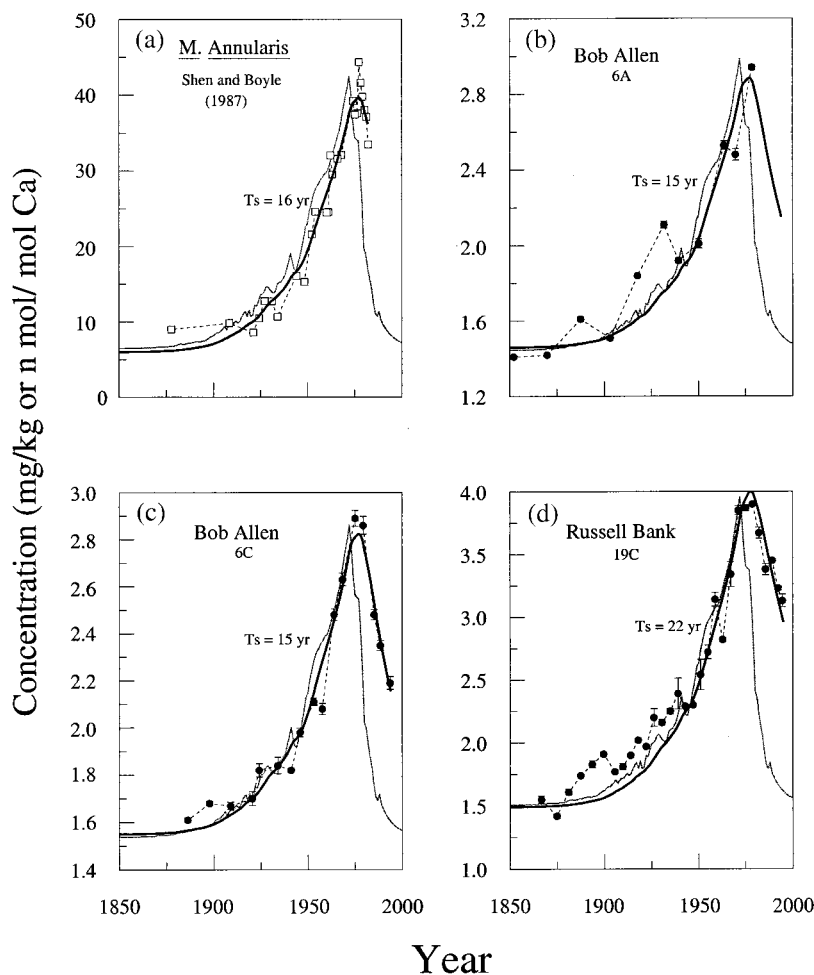 Concentration (mg/kg or n mol/ mol Ca)
(a)
M. Annularis
Shen and Boyle
(1987)
Ts = 16 yr
50
40
30
20
10
0
(b)
Bob Allen
6A
Ts = 15 yr
3.2
2.8
2.4
2.0
1.6
1.2
(c)
Bob Allen
6C
Ts = 15 yr
3.0
2.8
2.6
2.4
2.2
2.0
1.8
1.6
1.4
1850
1900
1950
2000
(d)
Russell Bank
19C
Ts = 22 yr
4.0
3.5
3.0
2.5
2.0
1.5
1.0
1850
1900
1950
2000
Year